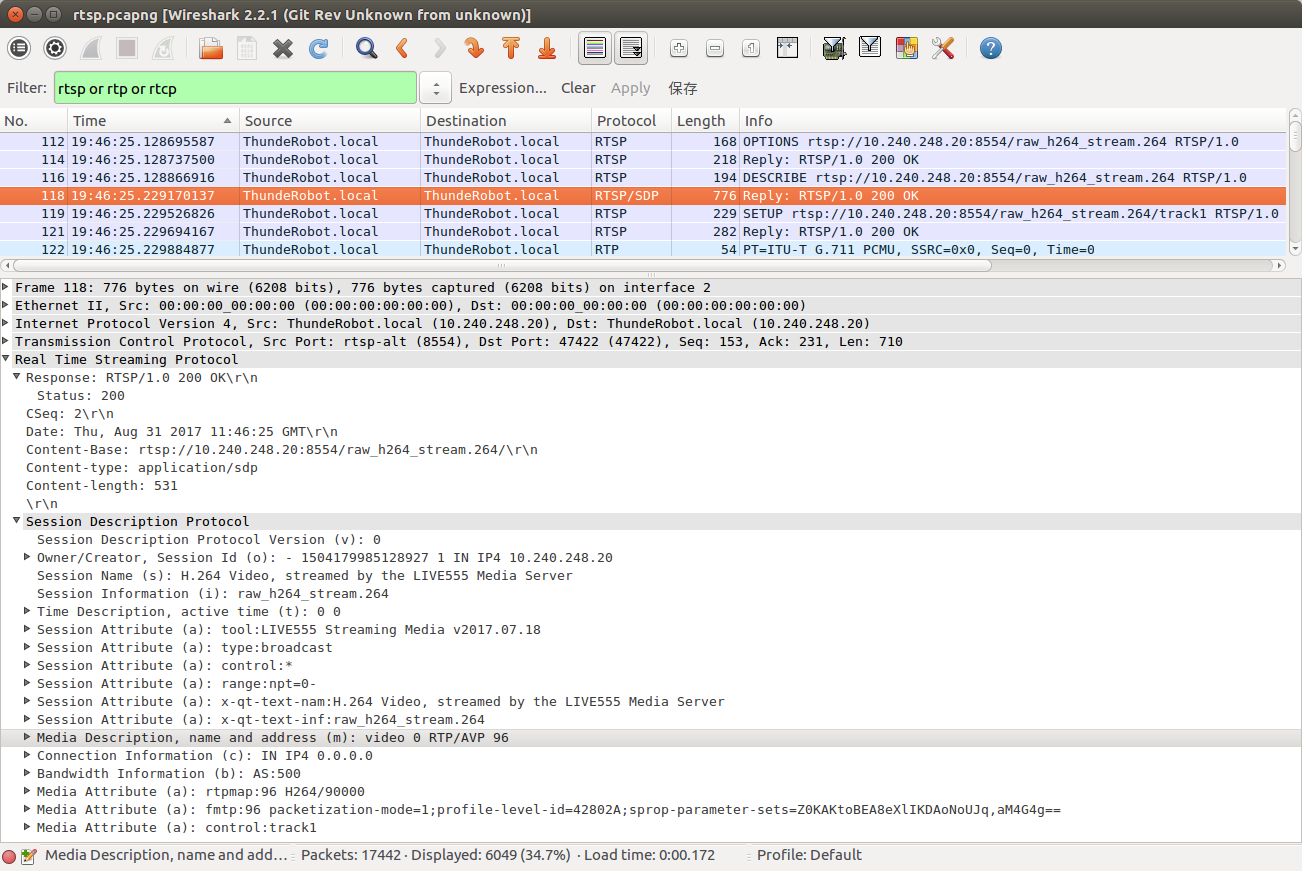 rtsp.pcapng [Wireshark 2.2.1 (Git Rev Unknown from unknown)]
Filter: rtsp or rtp or rtcp Expression... Clear Apply 保存
No. Time Source Destination Protocol Length Info
112 19:46:25.128695587 ThundeRobot.local ThundeRobot.local RTSP 168 OPTIONS rtsp://10.240.248.20:8554/raw_h264_stream.264 RTSP/1.0
114 19:46:25.128737500 ThundeRobot.local ThundeRobot.local RTSP 218 Reply: RTSP/1.0 200 OK
116 19:46:25.128866916 ThundeRobot.local ThundeRobot.local RTSP 194 DESCRIBE rtsp://10.240.248.20:8554/raw_h264_stream.264 RTSP/1.0
118 19:46:25.229170137 ThundeRobot.local ThundeRobot.local RTSP/SDP 776 Reply: RTSP/1.0 200 OK
119 19:46:25.229526826 ThundeRobot.local ThundeRobot.local RTSP 229 SETUP rtsp://10.240.248.20:8554/raw_h264_stream.264/track1 RTSP/1.0
121 19:46:25.229694167 ThundeRobot.local ThundeRobot.local RTSP 282 Reply: RTSP/1.0 200 OK
122 19:46:25.229884877 ThundeRobot.local ThundeRobot.local RTP 54 PT=ITU-T G.711 PCMU, SSRC=0x0, Seq=0, Time=0
Frame 118: 776 bytes on wire (6208 bits), 776 bytes captured (6208 bits) on interface 2
Ethernet II, Src: 00:00:00_00:00:00 (00:00:00:00:00:00), Dst: 00:00:00_00:00:00 (00:00:00:00:00:00)
Internet Protocol Version 4, Src: ThundeRobot.local (10.240.248.20), Dst: ThundeRobot.local (10.240.248.20)
Transmission Control Protocol, Src Port: rtsp-alt (8554), Dst Port: 47422 (47422), Seq: 153, Ack: 231, Len: 710
Real Time Streaming Protocol
Response: RTSP/1.0 200 OK\r\n
Status: 200
CSeq: 2\r\n
Date: Thu, Aug 31 2017 11:46:25 GMT\r\n
Content-Base: rtsp://10.240.248.20:8554/raw_h264_stream.264/\r\n
Content-type: application/sdp
Content-length: 531
\r\n
Session Description Protocol
Session Description Protocol Version (v): 0
Owner/Creator, Session Id (o): - 1504179985128927 1 IN IP4 10.240.248.20
Session Name (s): H.264 Video, streamed by the LIVE555 Media Server
Session Information (i): raw_h264_stream.264
Time Description, active time (t): 0 0
Session Attribute (a): tool:LIVE555 Streaming Media v2017.07.18
Session Attribute (a): type:broadcast
Session Attribute (a): control:*
Session Attribute (a): range:npt=0-
Session Attribute (a): x-qt-text-nam:H.264 Video, streamed by the LIVE555 Media Server
Session Attribute (a): x-qt-text-inf:raw_h264_stream.264
Media Description, name and address (m): video 0 RTP/AVP 96
Connection Information (c): IN IP4 0.0.0.0
Bandwidth Information (b): AS:500
Media Attribute (a): rtpmap:96 H264/90000
Media Attribute (a): fmtp:96 packetization-mode=1;profile-level-id=42802A;sprop-parameter-sets=Z0KAKtoBEA8eXlIKDAoNoUJq,aM4G4g==
Media Attribute (a): control:track1
Media Description, name and add... Packets: 17442 · Displayed: 6049 (34.7%) · Load time: 0:00.172 Profile: Default